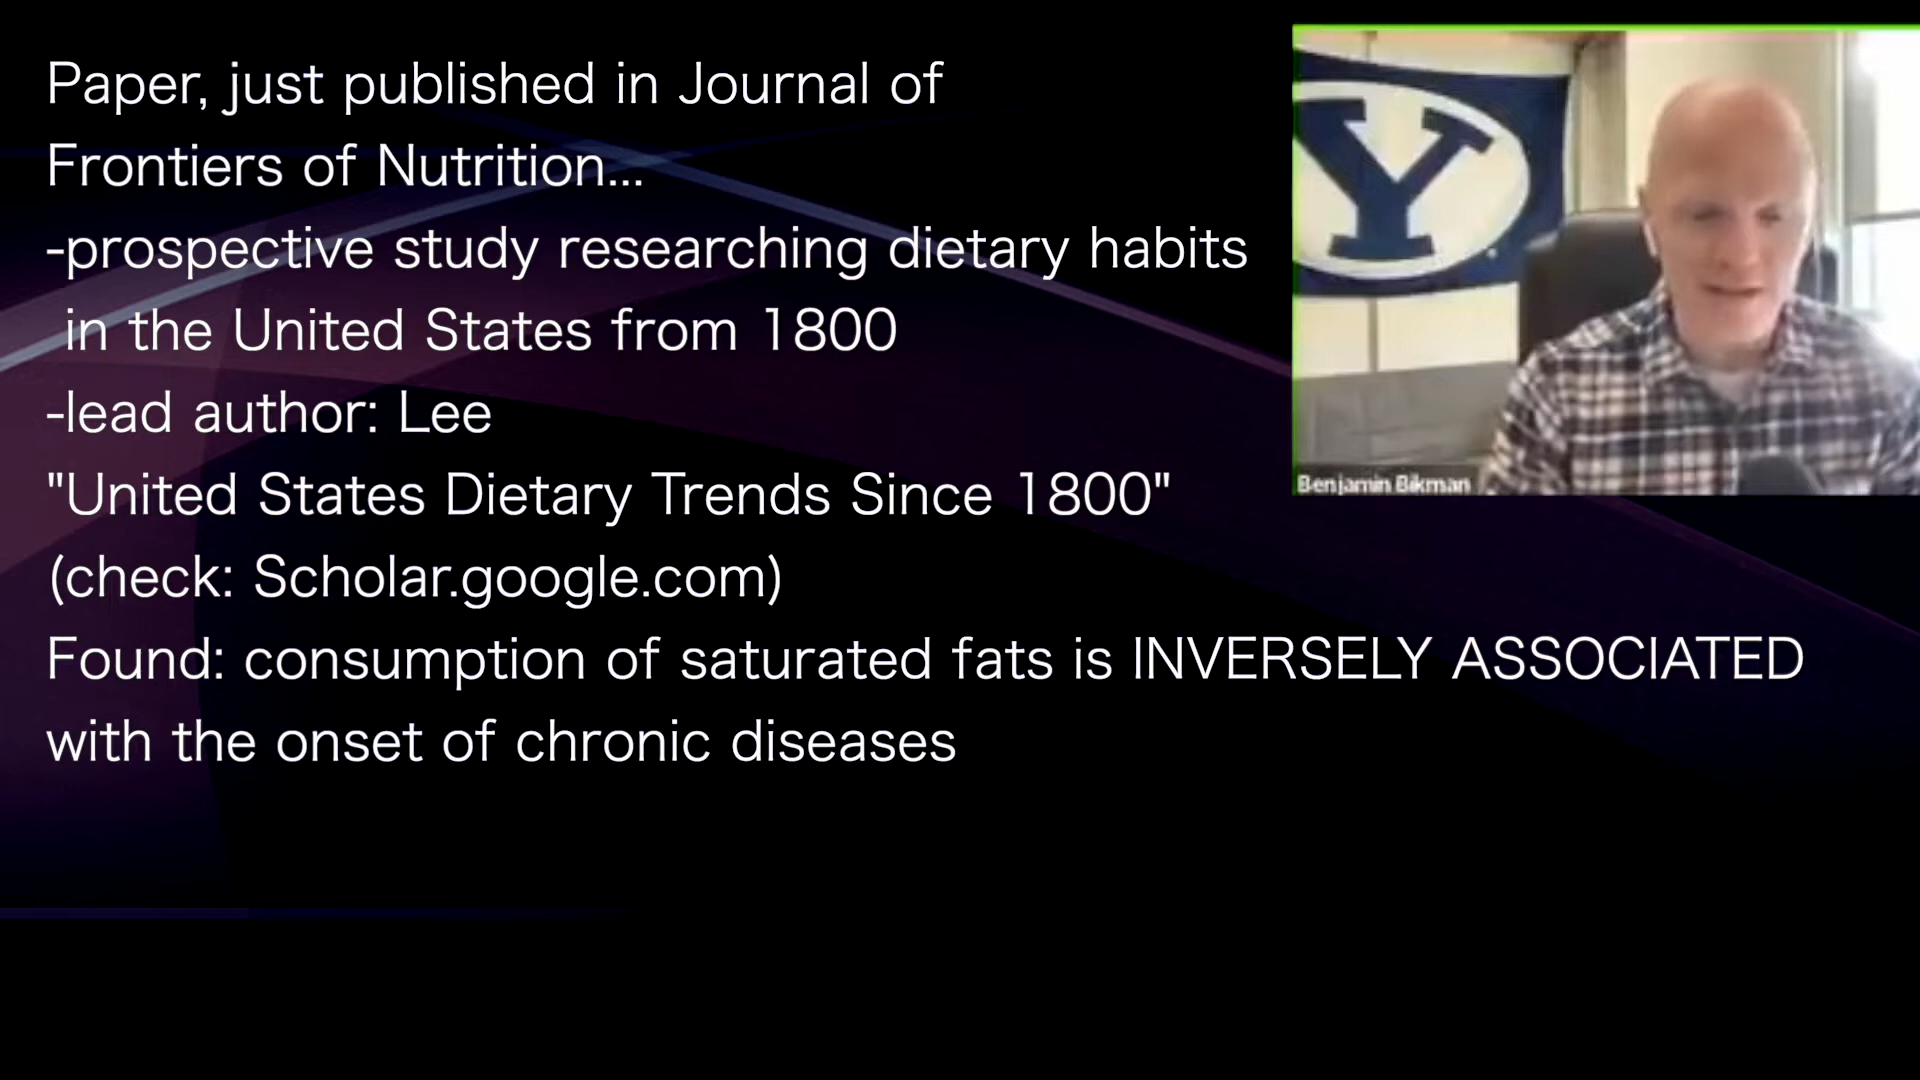 Paper, just published in Journal of
Frontiers of Nutrition...
-prospective study researching dietary habits
in the United States from 1800
-lead author: Lee
"United States Dietary Trends Since 1800"
(check: Scholar.google.com)
Found: consumption of saturated fats is INVERSELY ASSOCIATED
with the onset of chronic diseases
Y
Benjamin Bikman